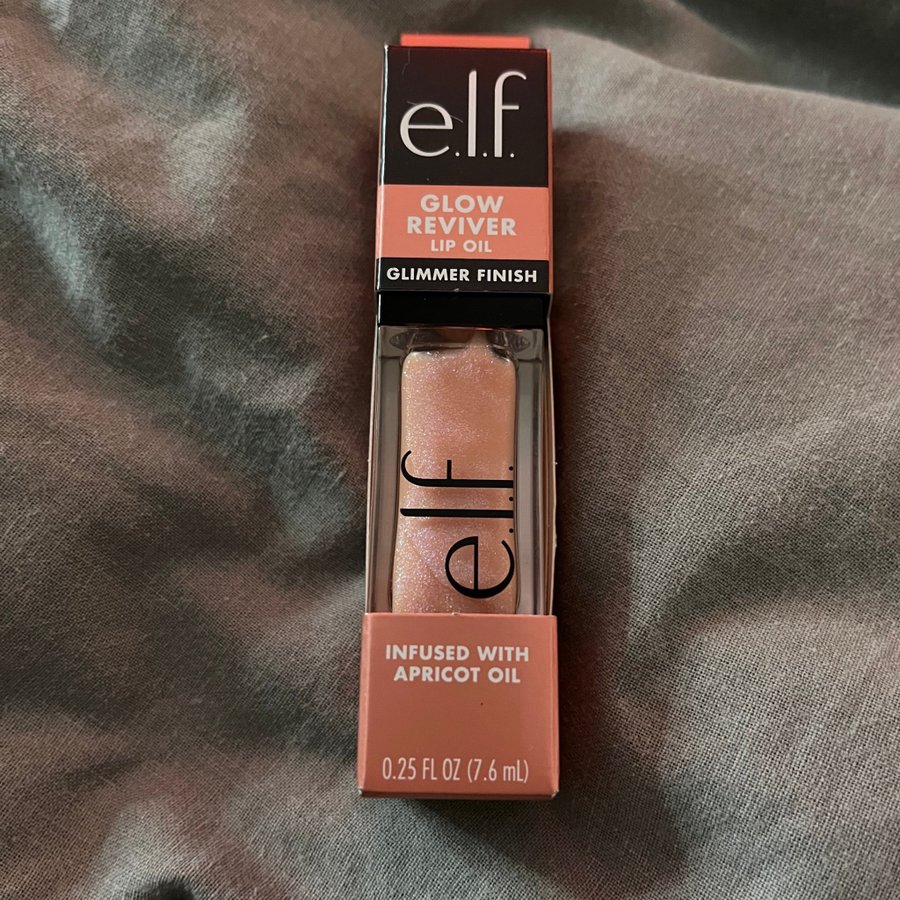 e.l.f.
GLOW
REVIVER
LIP OIL
GLIMMER FINISH
e.l.f.
INFUSED WITH
APRICOT OIL
0.25 FL OZ (7.6 mL)